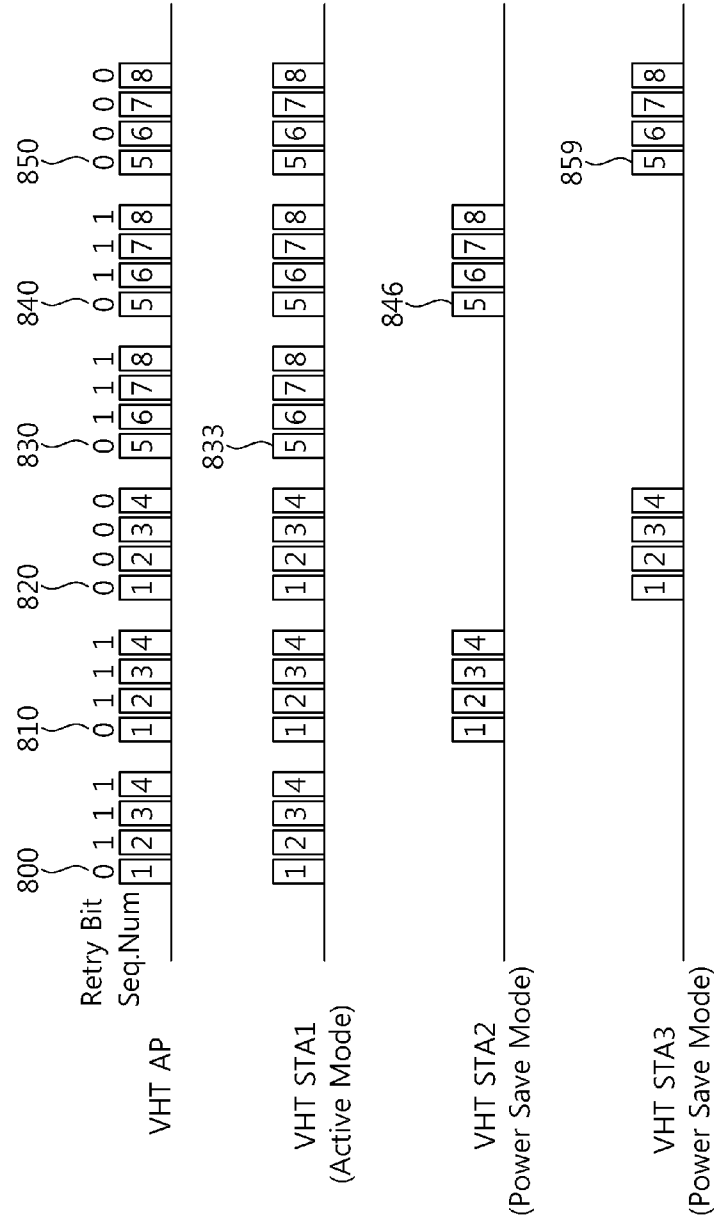 800 810 820 830 840 850
Retry Bit 0 1 1 1 0 1 1 1 0 0 0 0 0 1 1 1 0 1 1 1 0 0 0 0
Seq.Num 1 2 3 4 1 2 3 4 1 2 3 4 5 6 7 8 5 6 7 8 5 6 7 8
VHT AP
833
1 2 3 4 1 2 3 4 1 2 3 4 5 6 7 8 5 6 7 8 5 6 7 8
VHT STA1
(Active Mode)
846
1 2 3 4 5 6 7 8
VHT STA2
(Power Save Mode)
859
1 2 3 4 5 6 7 8
VHT STA3
(Power Save Mode)